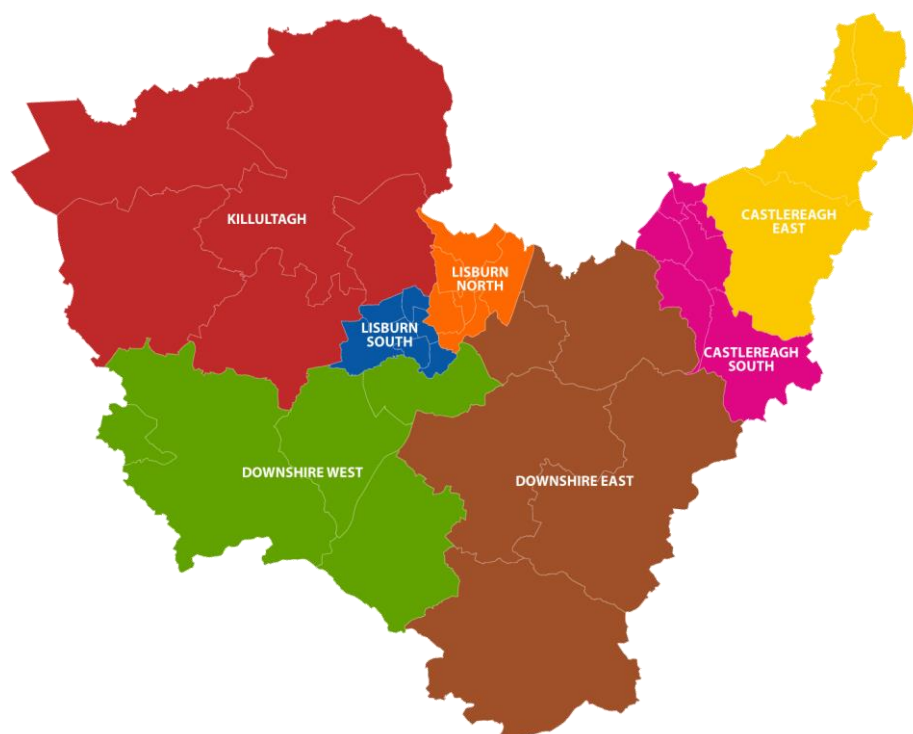 KILLULTAGH
LISBURN
NORTH
LISBURN
SOUTH
CASTLEREAGH
EAST
CASTLEREAGH
SOUTH
DOWNSHIRE WEST
DOWNSHIRE EAST